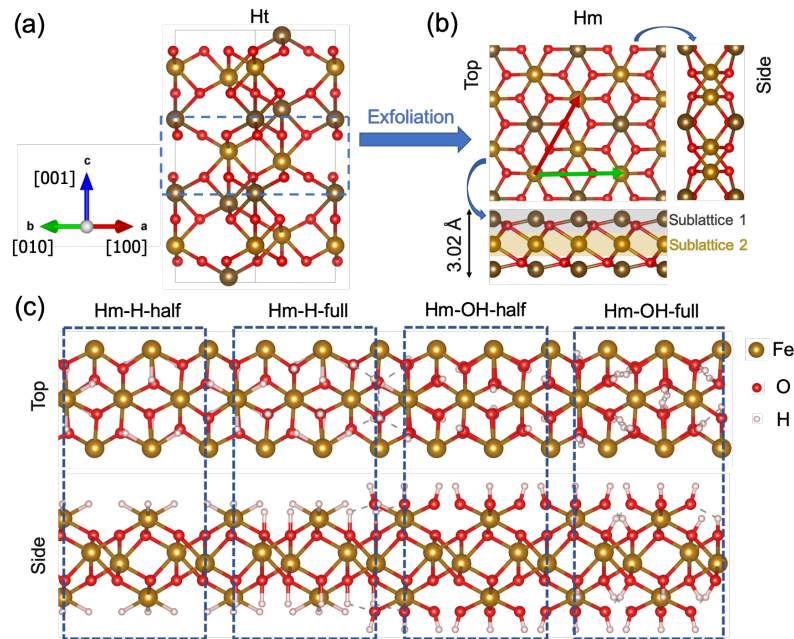 (a)
Ht
c
[001]
b
a
[010]
[100]
Exfoliation
(b)
Hm
Top
Side
3.02 Å
Sublattice 1
Sublattice 2
(c)
Hm-H-half
Hm-H-full
Hm-OH-half
Hm-OH-full
Top
Side
Fe
O
H